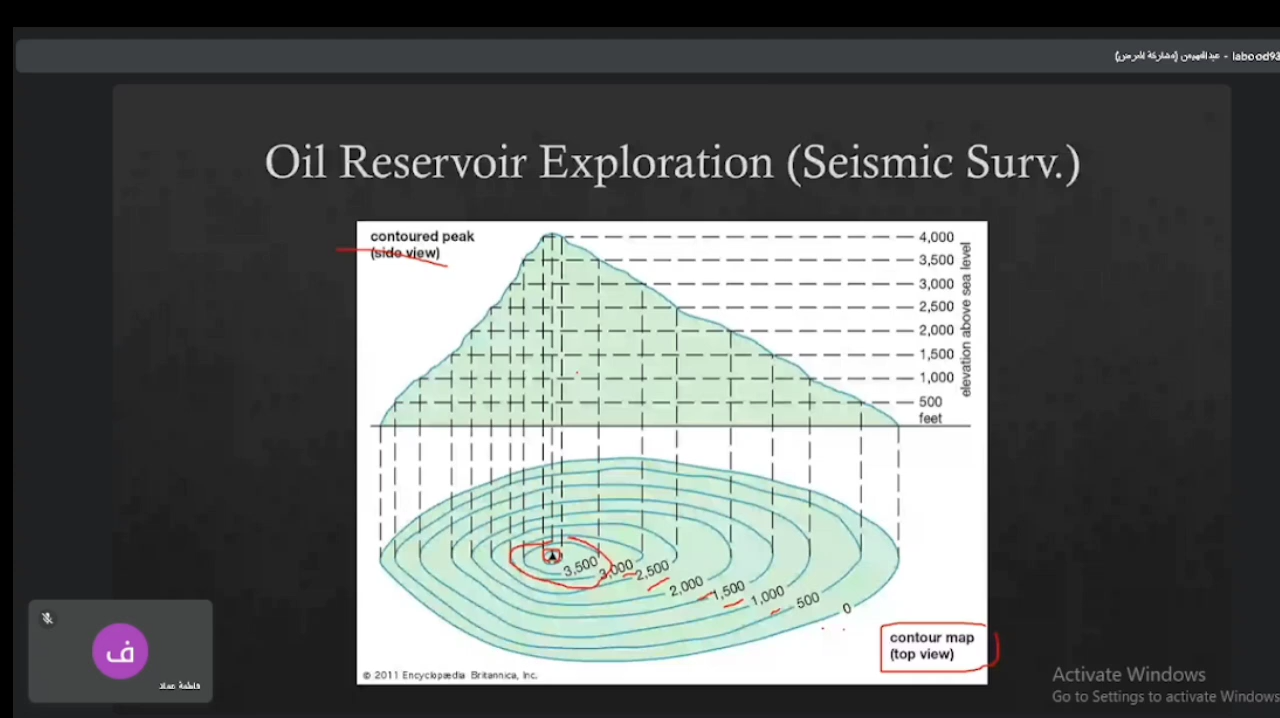 labood93 - عبدالمهيمن (مشاركة العرض)
Oil Reservoir Exploration (Seismic Surv.)
contoured peak
(side view)
4,000
3,500
3,000
2,500
2,000
1,500
1,000
500
feet
elevation above sea level
3,500
3,000
2,500
2,000
1,500
1,000
500
0
contour map
(top view)
© 2011 Encyclopædia Britannica, Inc.
ف
فاطمة
Activate Windows
Go to Settings to activate Windows